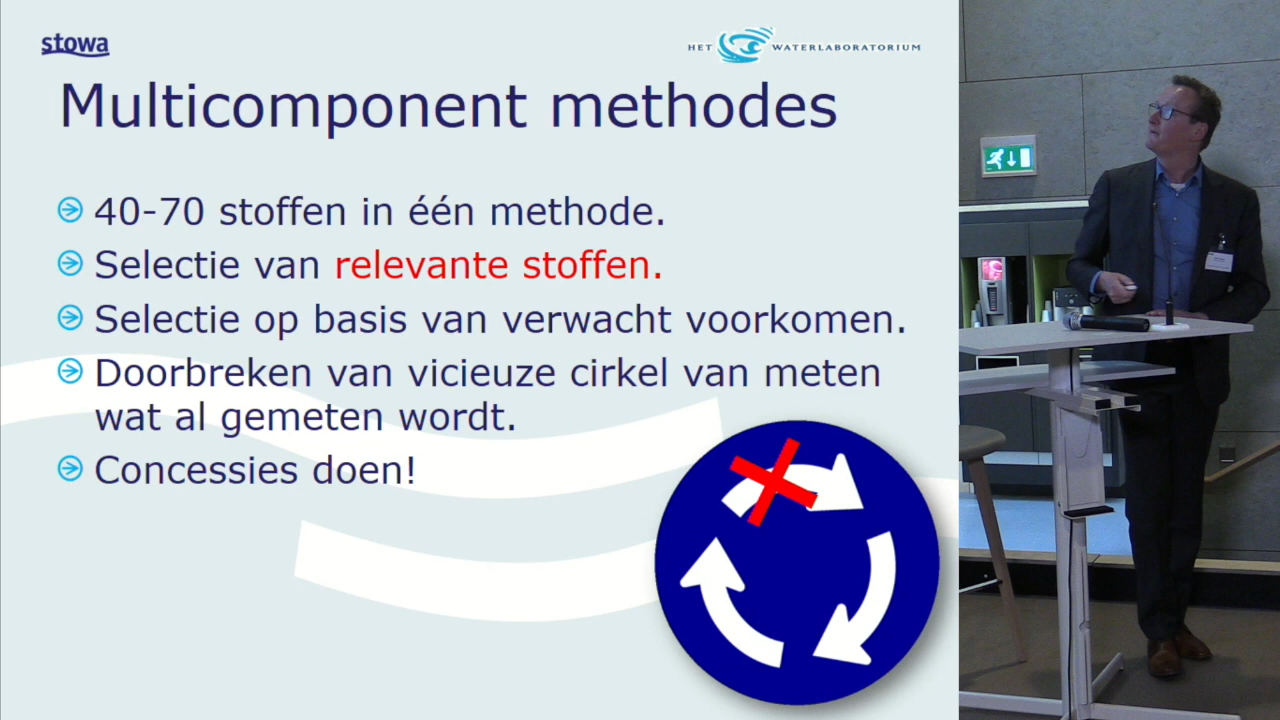 stowa
HET WATERLABORATORIUM
Multicomponent methodes
40-70 stoffen in één methode.
Selectie van relevante stoffen.
Selectie op basis van verwacht voorkomen.
Doorbreken van vicieuze cirkel van meten
wat al gemeten wordt.
Concessies doen!